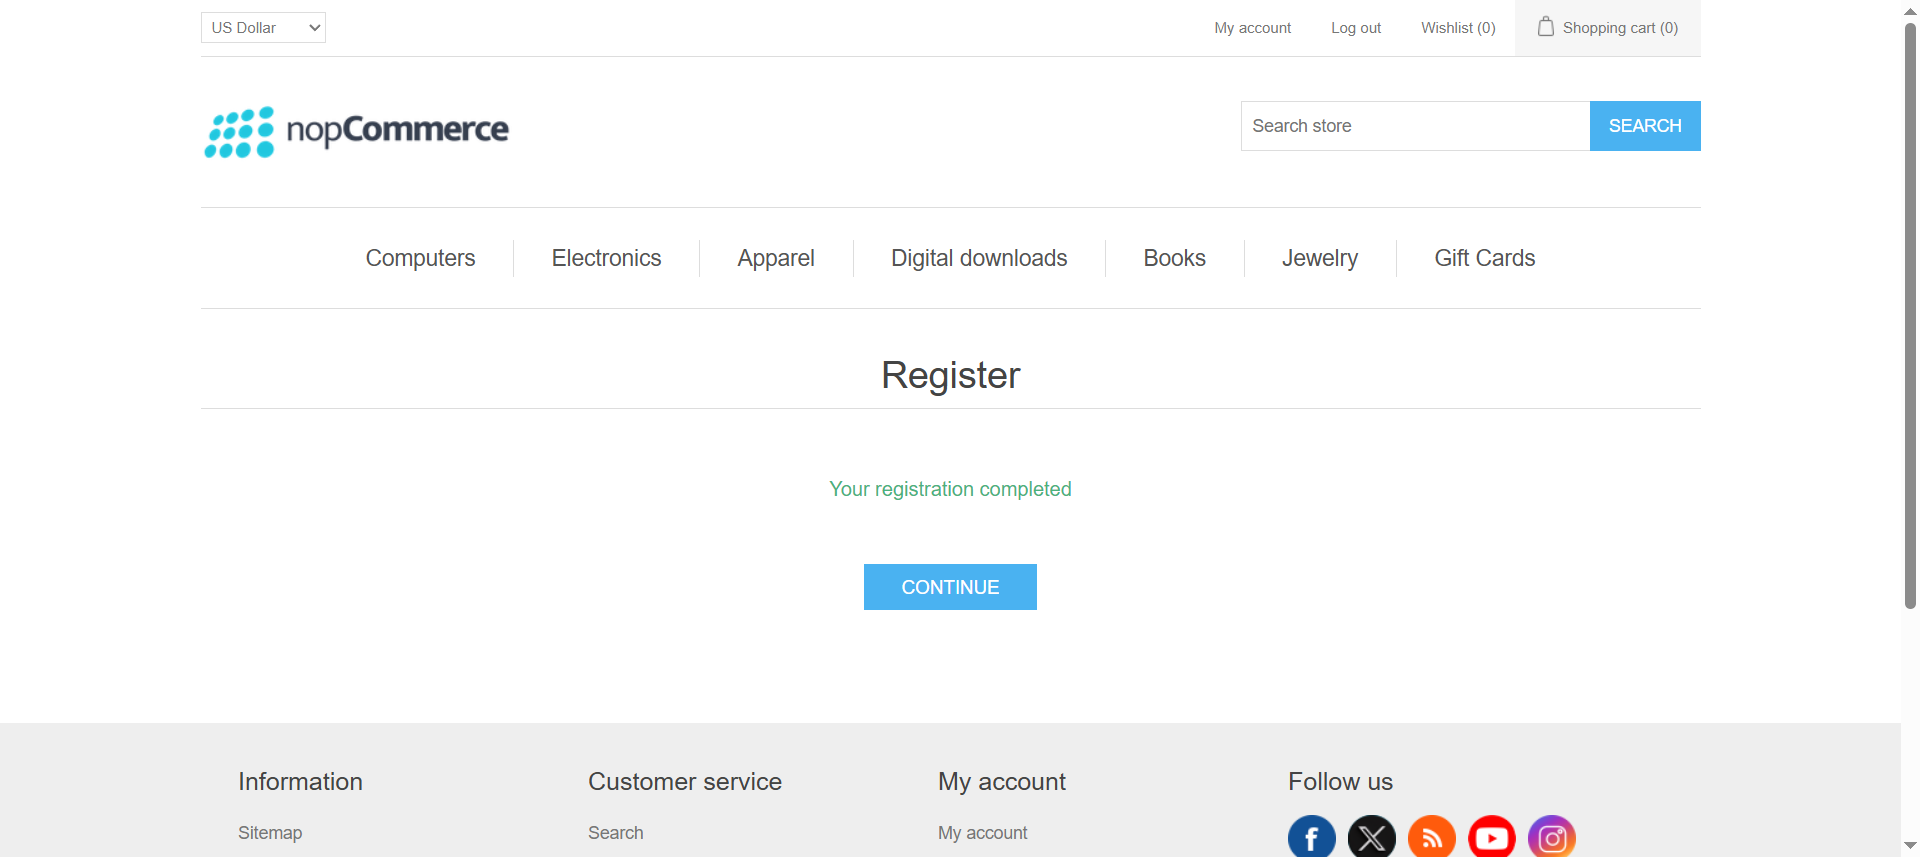 US Dollar
My account
Log out
Wishlist (0)
Shopping cart (0)
nopCommerce
Search store
SEARCH
Computers
Electronics
Apparel
Digital downloads
Books
Jewelry
Gift Cards
Register
Your registration completed
CONTINUE
Information
Customer service
My account
Follow us
Sitemap
Search
My account